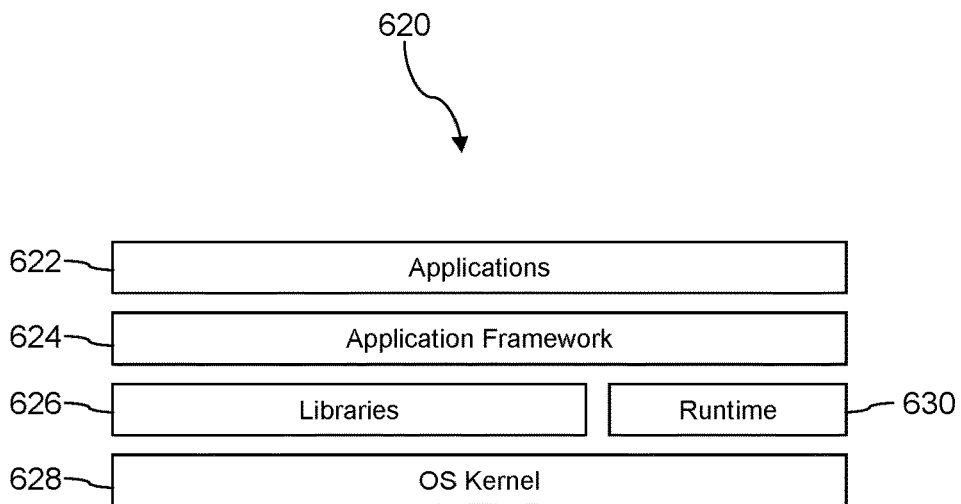 620
622 Applications
624 Application Framework
626 Libraries Runtime 630
628 OS Kernel